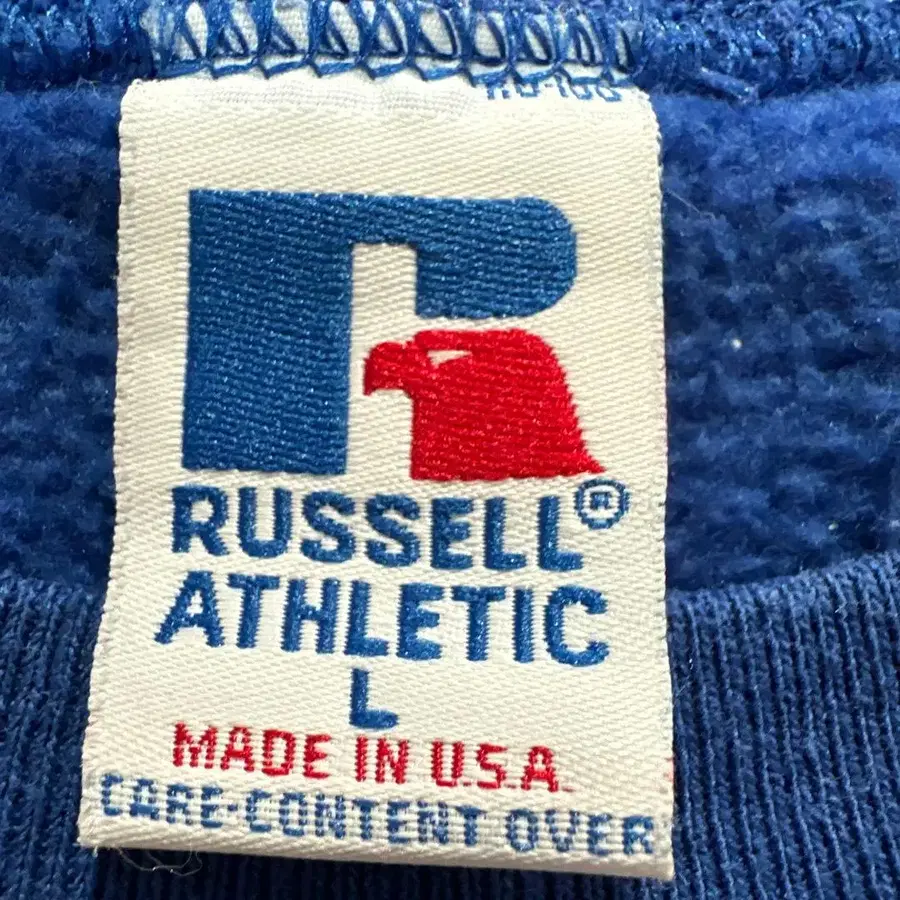 RUSSELL®
ATHLETIC
L
MADE IN U.S.A.
CARE-CONTENT OVER